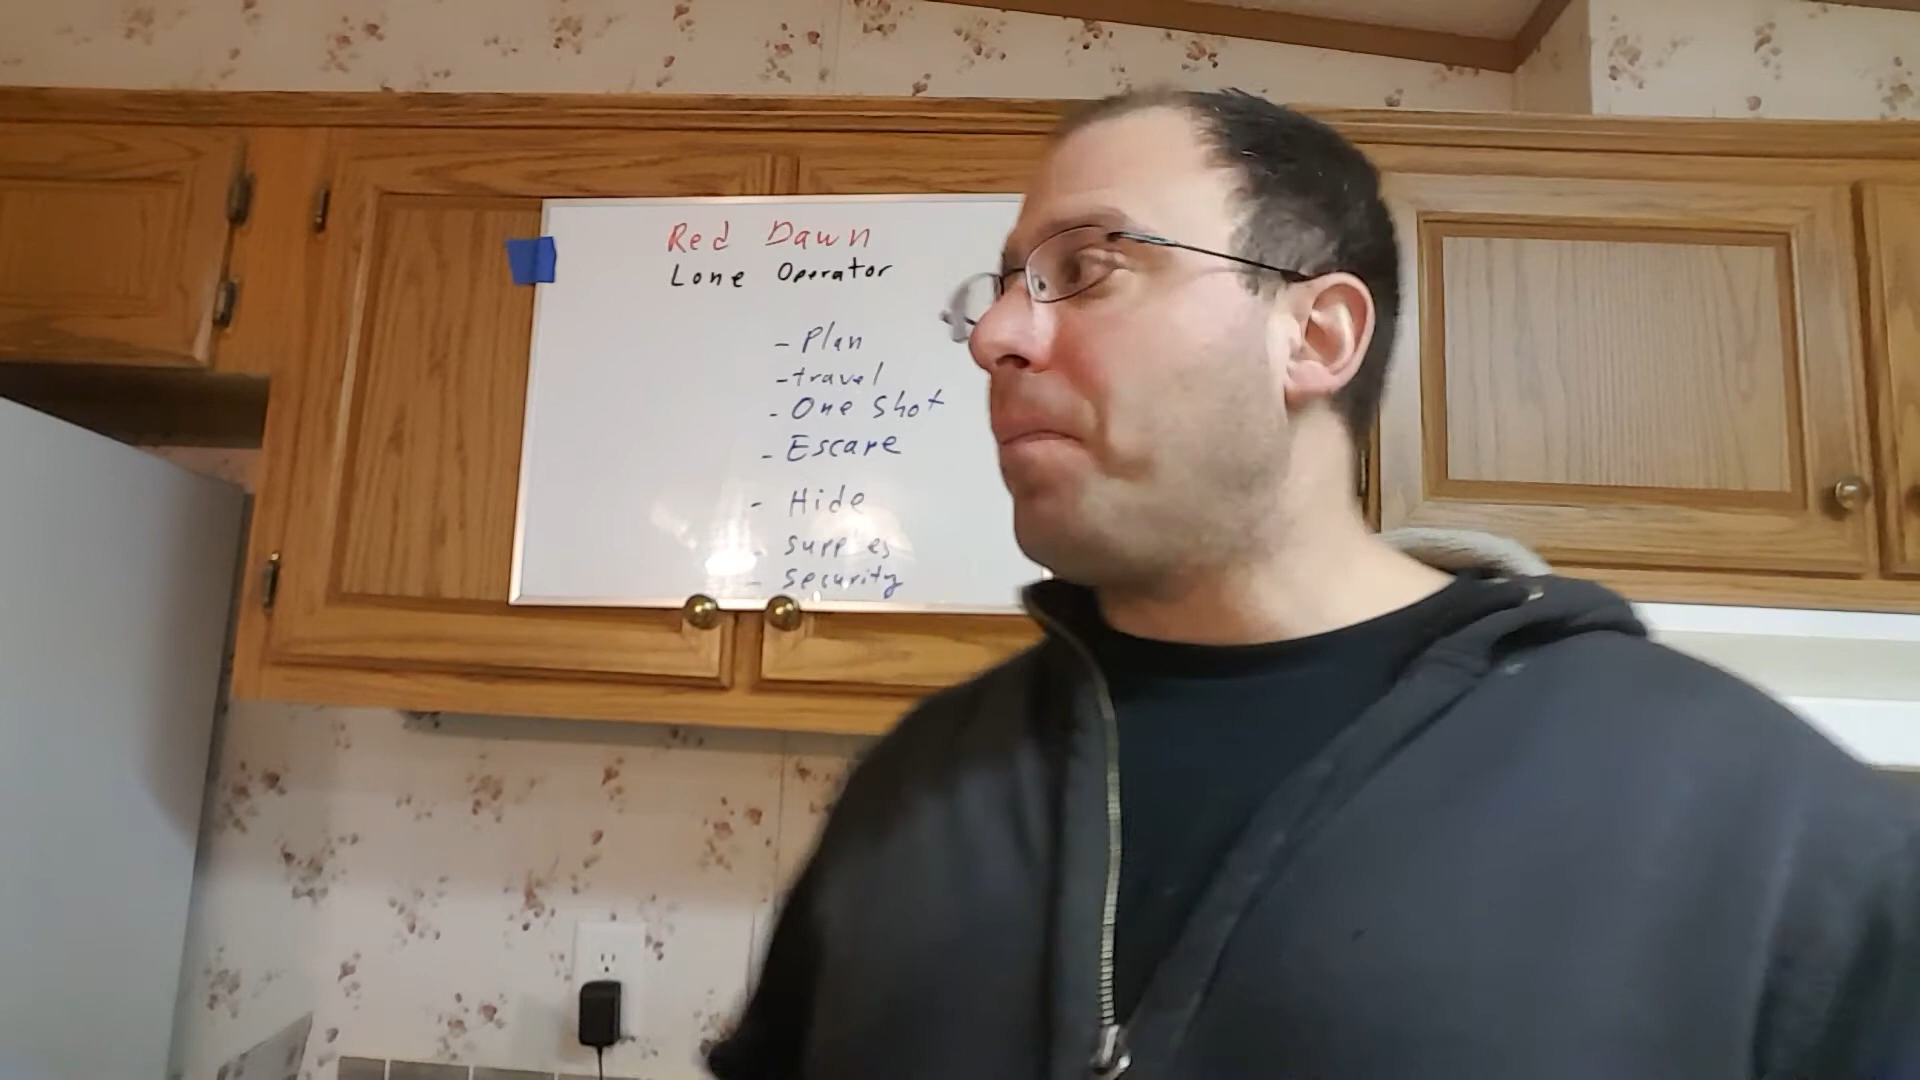 Red Dawn
Lone Operator
- Plan
- travel
- One Shot
- Escape
- Hide
- supplies
- security